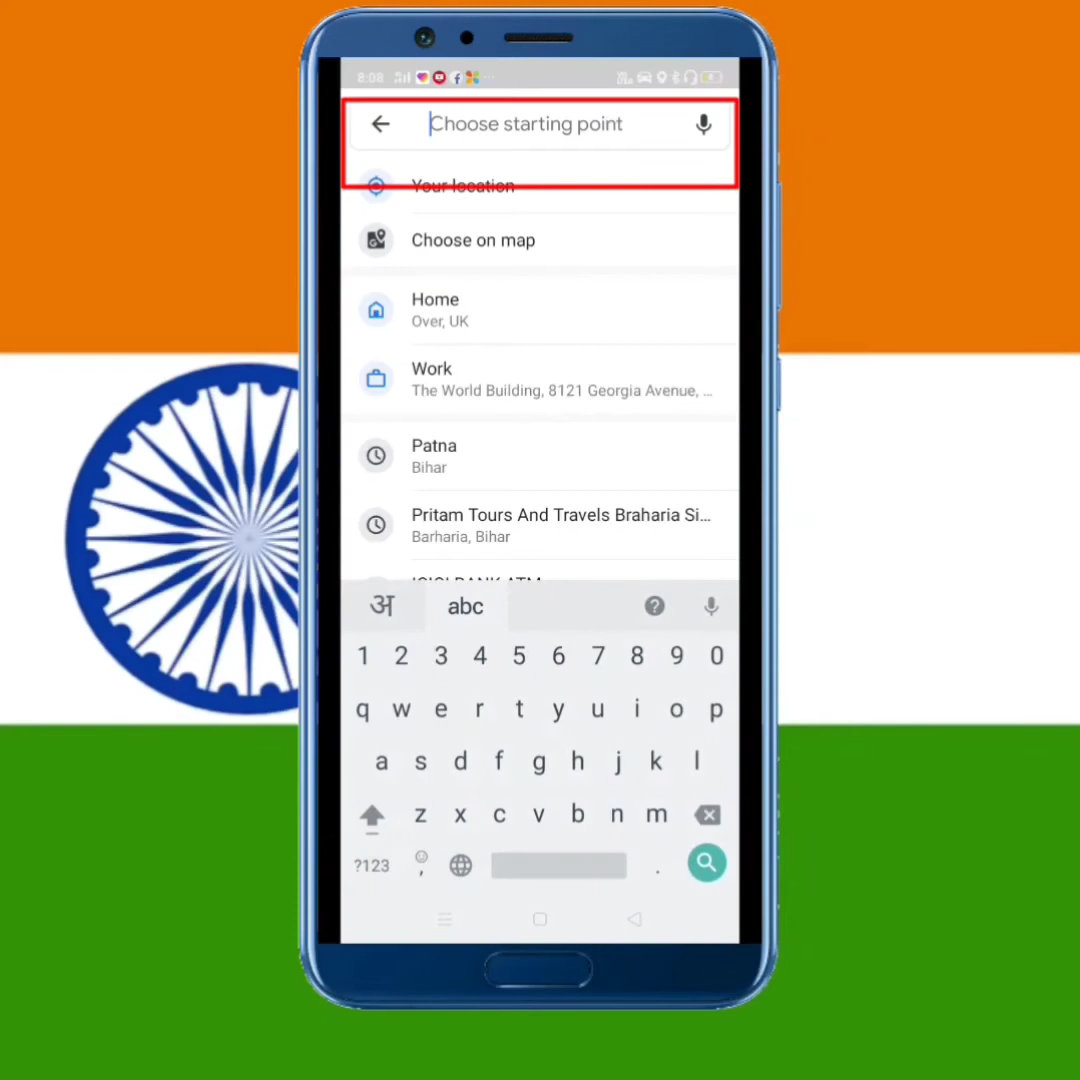 8:08
Choose starting point
Your location
Choose on map
Home
Over, UK
Work
The World Building, 8121 Georgia Avenue, ...
Patna
Bihar
Pritam Tours And Travels Braharia Si...
Barharia, Bihar
अ abc
1 2 3 4 5 6 7 8 9 0
q w e r t y u i o p
a s d f g h j k l
z x c v b n m
?123 , .